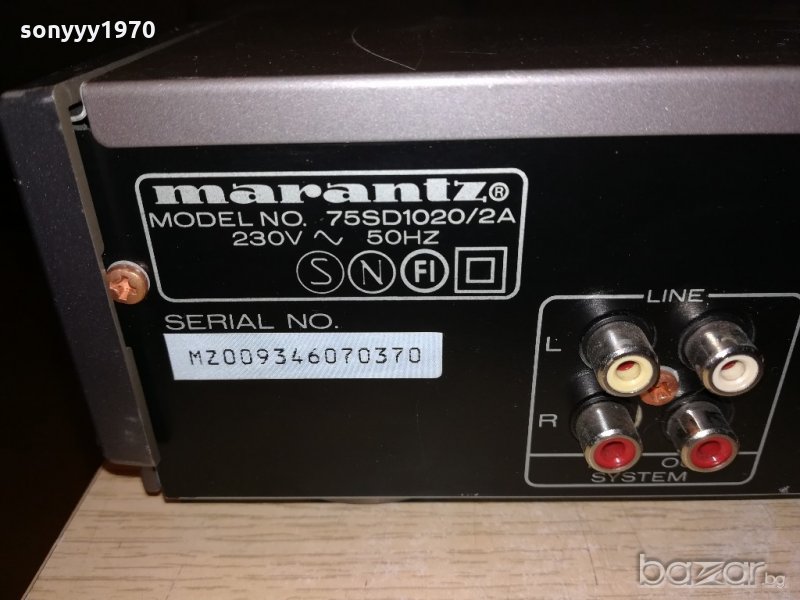 sonyyy1970
marantz®
MODEL NO. 75SD1020/2A
230V ~ 50HZ
S N FI
SERIAL NO.
MZ009346070370
LINE
L
R
SYSTEM
bazar.bg